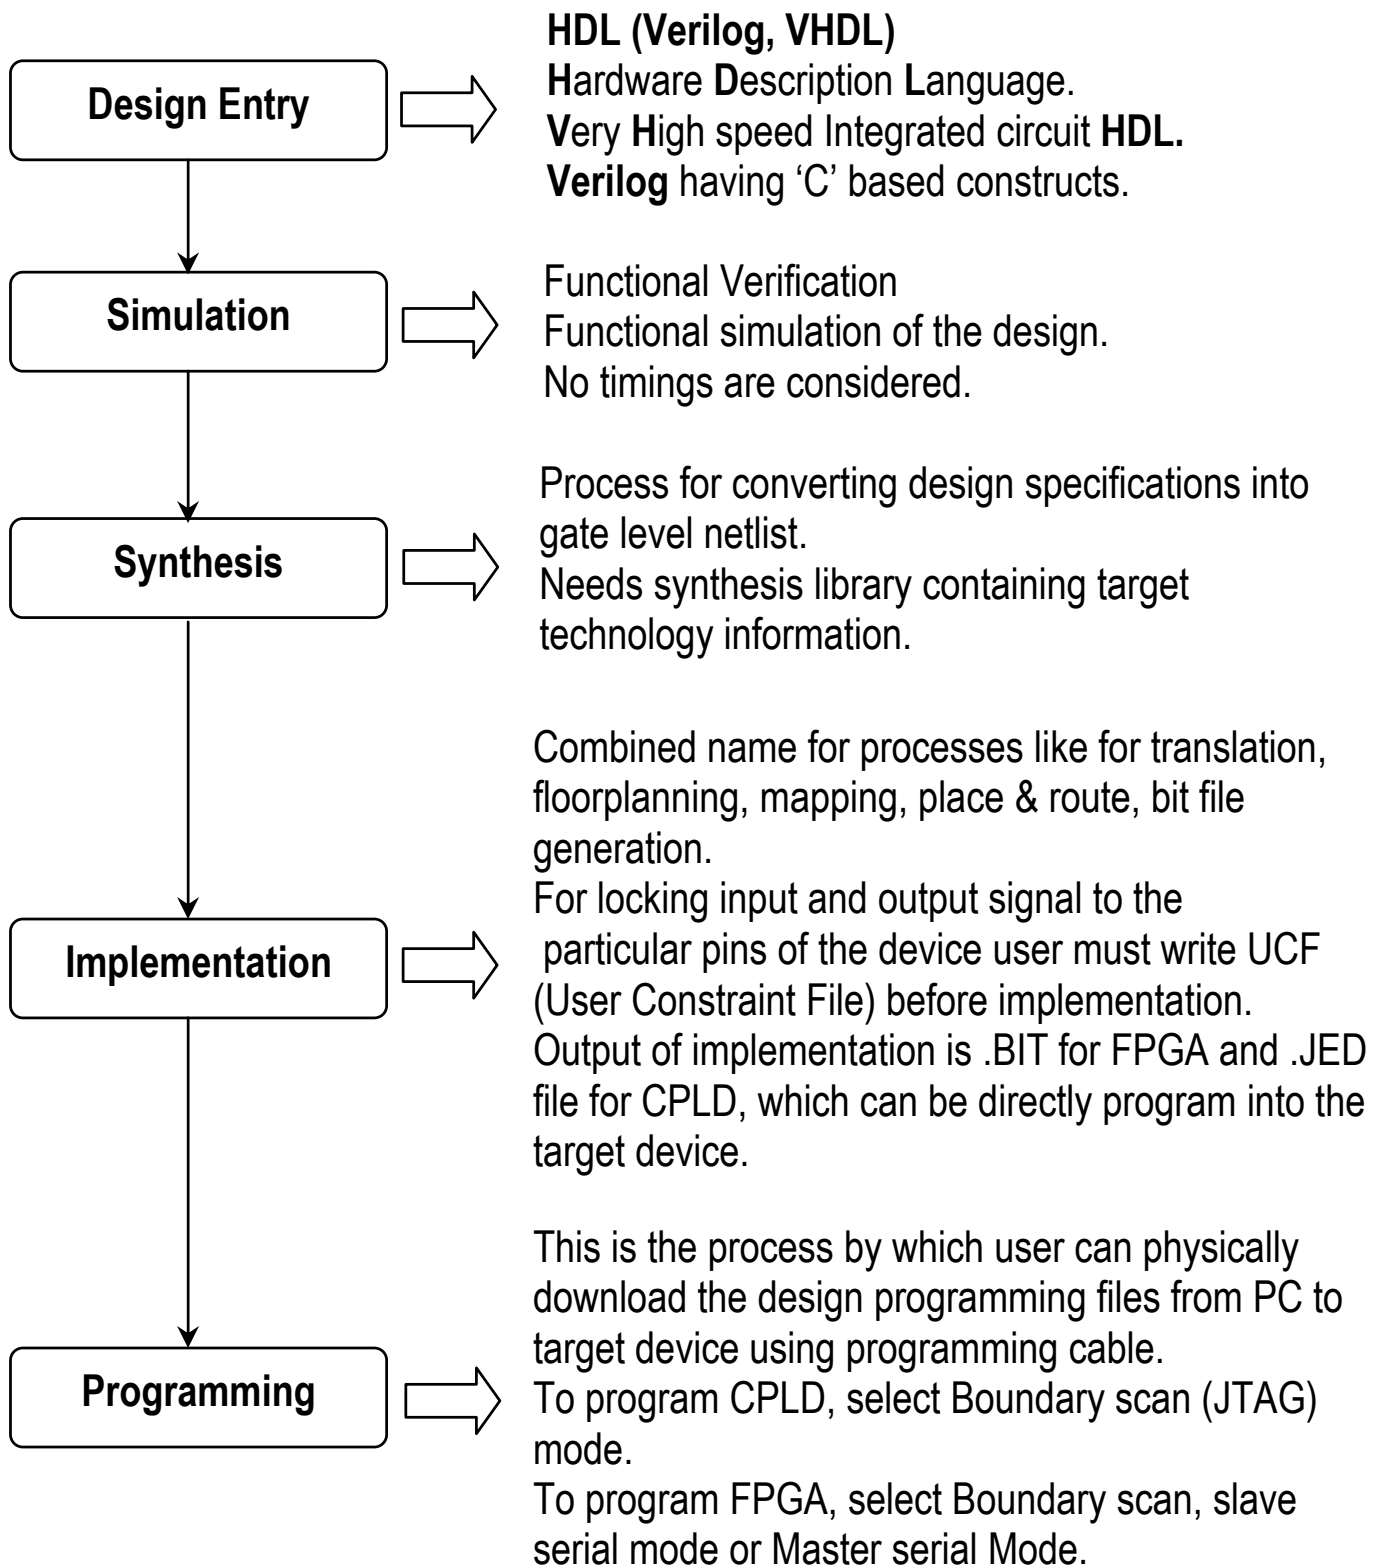 Design Entry
HDL (Verilog, VHDL)
Hardware Description Language.
Very High speed Integrated circuit HDL.
Verilog having ‘C’ based constructs.
Simulation
Functional Verification
Functional simulation of the design.
No timings are considered.
Synthesis
Process for converting design specifications into
gate level netlist.
Needs synthesis library containing target
technology information.
Implementation
Combined name for processes like for translation,
floorplanning, mapping, place & route, bit file
generation.
For locking input and output signal to the
particular pins of the device user must write UCF
(User Constraint File) before implementation.
Output of implementation is .BIT for FPGA and .JED
file for CPLD, which can be directly program into the
target device.
Programming
This is the process by which user can physically
download the design programming files from PC to
target device using programming cable.
To program CPLD, select Boundary scan (JTAG)
mode.
To program FPGA, select Boundary scan, slave
serial mode or Master serial Mode.